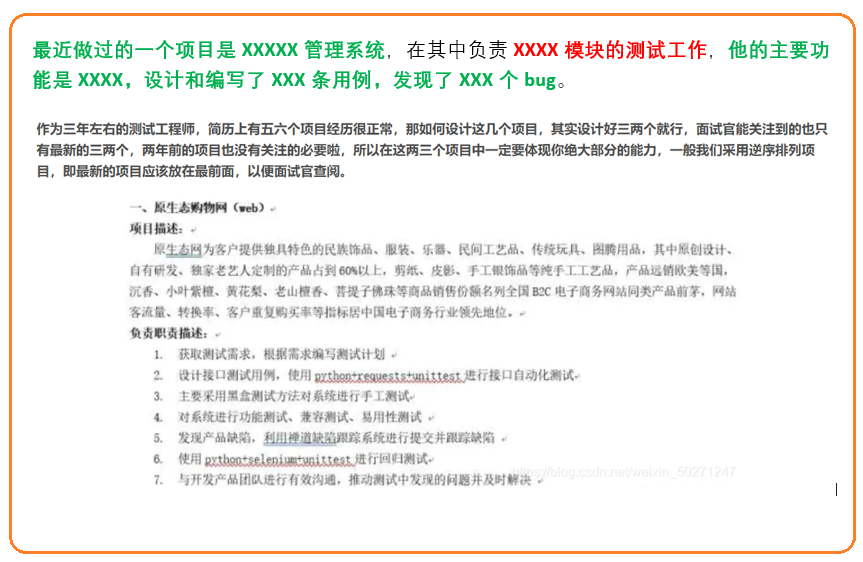 最近做过的一个项目是 XXXXX 管理系统，在其中负责 XXXX 模块的测试工作，他的主要功
能是 XXXX，设计和编写了 XXX 条用例，发现了 XXX 个 bug。
作为三年左右的测试工程师，简历上有五六个项目经历很正常，那如何设计这几个项目，其实设计好三两个就行，面试官能关注到的也只
有最新的三两个，两年前的项目也没有关注的必要啦，所以在这两三个项目中一定要体现你绝大部分的能力，一般我们采用逆序排列项
目，即最新的项目应该放在最前面，以便面试官查阅。
一、原生态购物网（web）
项目描述：
原生态网为客户提供独具特色的民族饰品、服装、乐器、民间工艺品、传统玩具、图腾用品，其中原创设计、
自有研发、独家老艺人定制的产品占到 60%以上，剪纸、皮影、手工银饰品等纯手工工艺品，产品远销欧美等国，
沉香、小叶紫檀、黄花梨、老山檀香、菩提子佛珠等商品销售份额名列全国 B2C 电子商务网站同类产品前茅，网站
客流量、转换率、客户重复购买率等指标居中国电子商务行业领先地位。
负责职责描述：
1. 获取测试需求，根据需求编写测试计划
2. 设计接口测试用例，使用 python+requests+unittest 进行接口自动化测试
3. 主要采用黑盒测试方法对系统进行手工测试
4. 对系统进行功能测试、兼容测试、易用性测试
5. 发现产品缺陷，利用禅道缺陷跟踪系统进行提交并跟踪缺陷
6. 使用 python+selenium+unittest 进行回归测试
https://blog.csdn.net/weixin_50271247
7. 与开发产品团队进行有效沟通，推动测试中发现的问题并及时解决